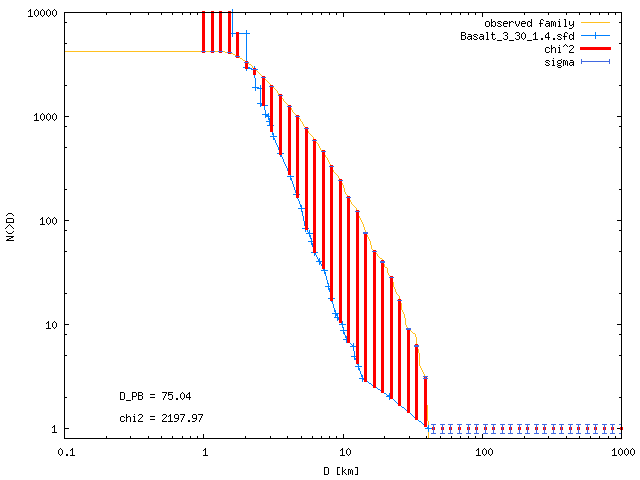 10000
1000
100
10
1
N(>D)
observed family
Basalt_3_30_1.4.sfd
chi^2
sigma
D_PB = 75.04
chi2 = 2197.97
0.1 1 10 100 1000
D [km]